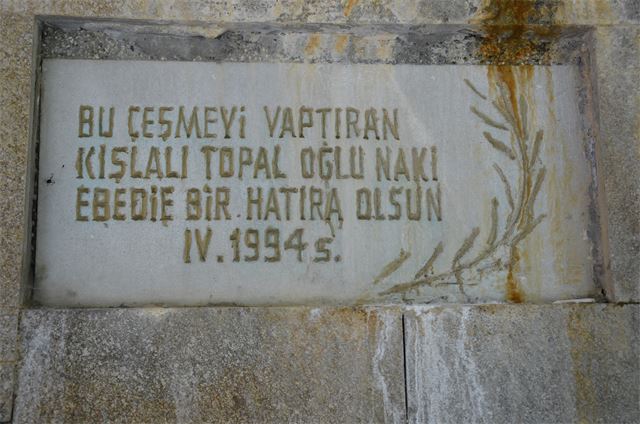 BU ÇEŞMEYİ YAPTIRAN
KIŞLALI TOPAL OĞLU NAKİ
EBEDİE BİR HATIRA OLSUN
IV. 1994 s.